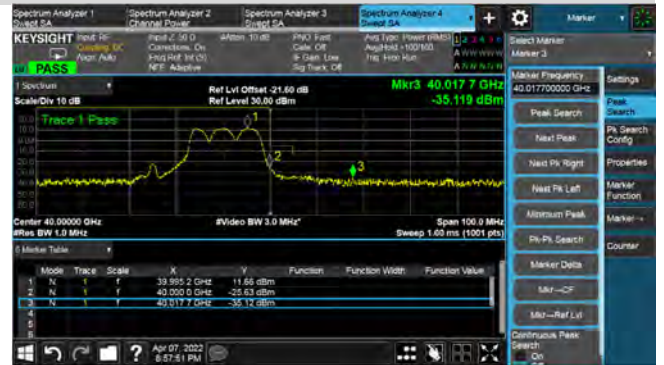 Spectrum Analyzer 1
Swept SA
Spectrum Analyzer 2
Channel Power
Spectrum Analyzer 3
Swept SA
Spectrum Analyzer 4
Swept SA
+
Marker
KEYSIGHT
Input: RF
Coupling: DC
Align: Auto
Input Z: 50 Ω
Corrections: On
Freq Ref: Int (S)
NFE: Adaptive
#Atten: 10 dB
PNO: Fast
Gate: Off
IF Gain: Low
Sig Track: Off
Avg Type: Power (RMS)
Avg|Hold: >100/100
Trig: Free Run
PASS
Select Marker
Marker 3
1 Spectrum
Scale/Div 10 dB
Ref Lvl Offset -21.60 dB
Ref Level 30.00 dBm
Mkr3 40.017 7 GHz
-35.119 dBm
Trace 1 Pass
1
2
3
Center 40.00000 GHz
#Res BW 1.0 MHz
#Video BW 3.0 MHz*
Span 100.0 MHz
Sweep 1.00 ms (1001 pts)
6 Marker Table
Mode Trace Scale X Y Function Function Width Function Value
1 N 1 f 39.995 2 GHz 11.66 dBm
2 N 1 f 40.000 0 GHz -25.63 dBm
3 N 1 f 40.017 7 GHz -35.12 dBm
4
5
6
Apr 07, 2022
8:57:51 PM
Marker Frequency
40.017700000 GHz
Peak Search
Next Peak
Next Pk Right
Next Pk Left
Minimum Peak
Pk-Pk Search
Marker Delta
Mkr→CF
Mkr→Ref Lvl
Continuous Peak
Search
On
Off
Settings
Peak
Search
Pk Search
Config
Properties
Marker
Function
Marker→
Counter